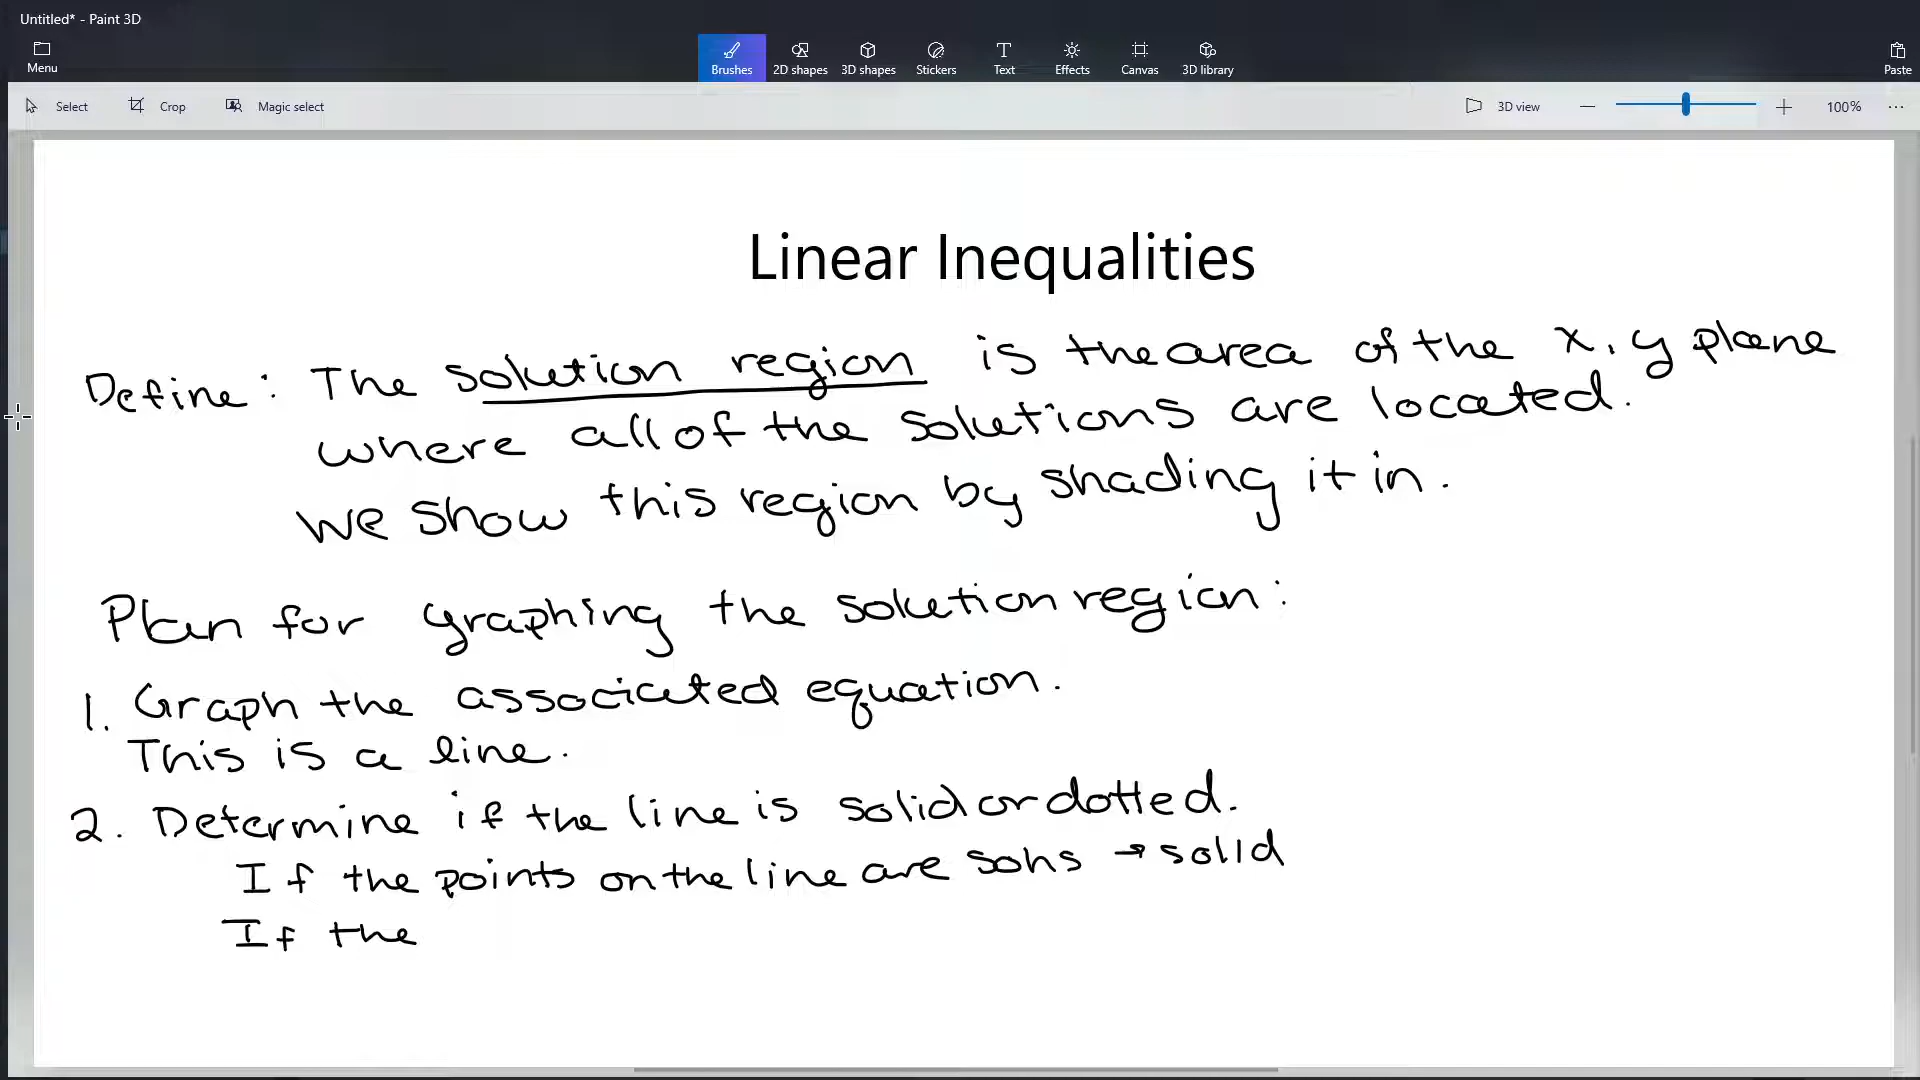 Untitled* - Paint 3D
Menu
Brushes
2D shapes
3D shapes
Stickers
Text
Effects
Canvas
3D library
Paste
Select
Crop
Magic select
3D view
100%
Linear Inequalities
Define: The solution region is the area of the x, y plane
where all of the solutions are located.
We show this region by shading it in.
Plan for graphing the solution region:
1. Graph the associated equation.
This is a line.
2. Determine if the line is solid or dotted.
If the points on the line are solns → solid
If the